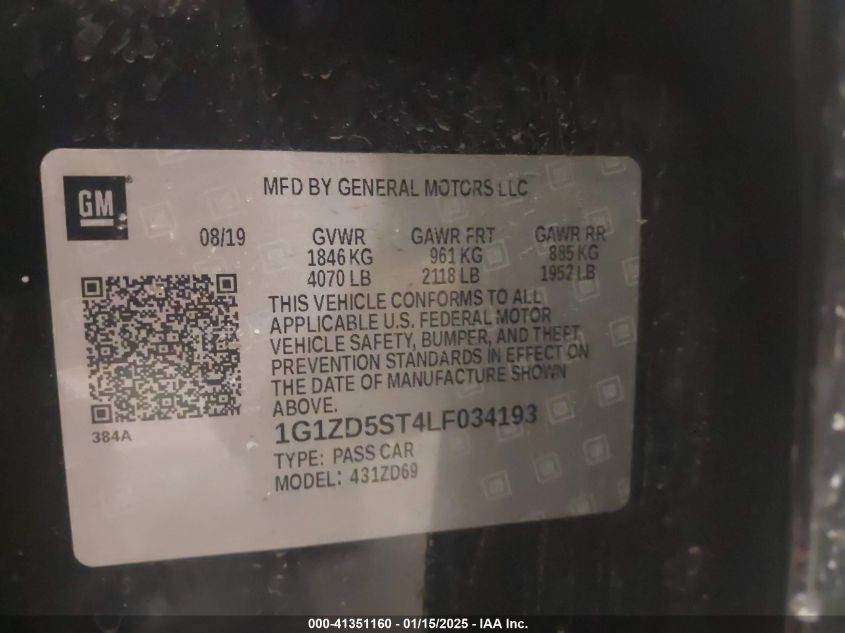 GM
MFD BY GENERAL MOTORS LLC
08/19 GVWR GAWR FRT GAWR RR
1846 KG 961 KG 885 KG
4070 LB 2118 LB 1952 LB
THIS VEHICLE CONFORMS TO ALL
APPLICABLE U.S. FEDERAL MOTOR
VEHICLE SAFETY, BUMPER, AND THEFT
PREVENTION STANDARDS IN EFFECT ON
THE DATE OF MANUFACTURE SHOWN
ABOVE.
384A
1G1ZD5ST4LF034193
TYPE: PASS CAR
MODEL: 431ZD69
000-41351160 - 01/15/2025 - IAA Inc.